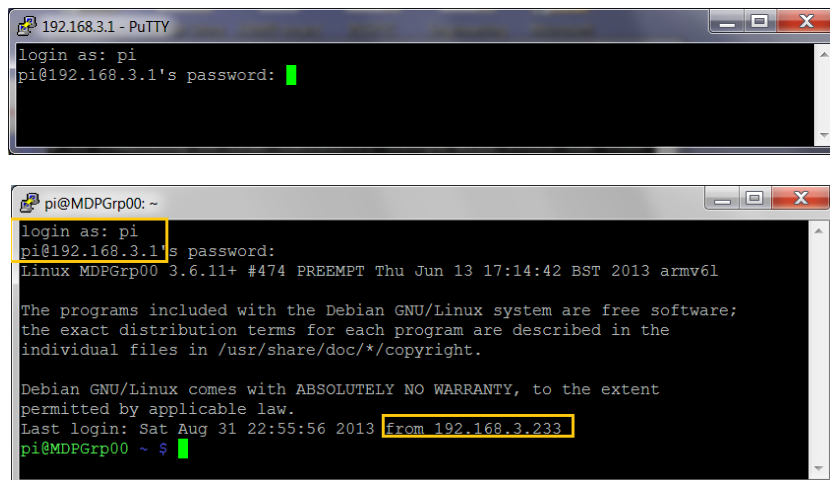 192.168.3.1 - PuTTY
login as: pi
pi@192.168.3.1's password:
pi@MDPGrp00: ~
login as: pi
pi@192.168.3.1's password:
Linux MDPGrp00 3.6.11+ #474 PREEMPT Thu Jun 13 17:14:42 BST 2013 armv6l
The programs included with the Debian GNU/Linux system are free software;
the exact distribution terms for each program are described in the
individual files in /usr/share/doc/*/copyright.
Debian GNU/Linux comes with ABSOLUTELY NO WARRANTY, to the extent
permitted by applicable law.
Last login: Sat Aug 31 22:55:56 2013 from 192.168.3.233
pi@MDPGrp00 ~ $